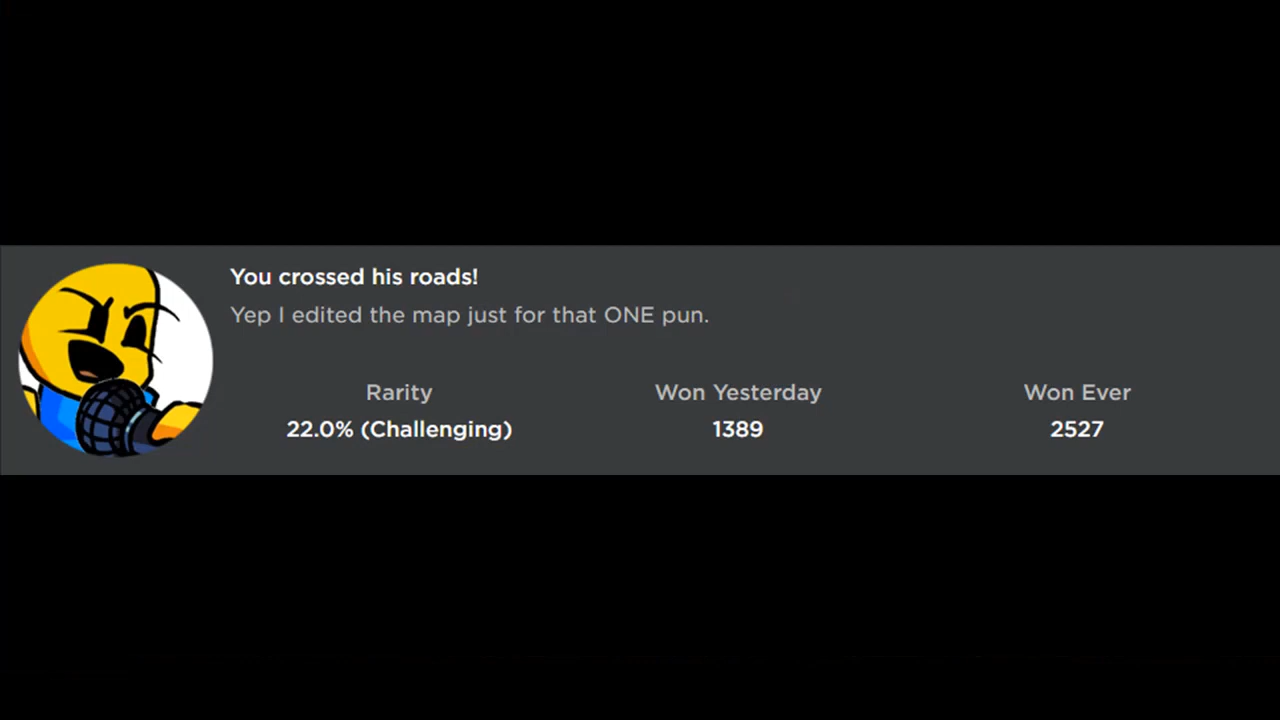 You crossed his roads!
Yep I edited the map just for that ONE pun.
Rarity Won Yesterday Won Ever
22.0% (Challenging) 1389 2527